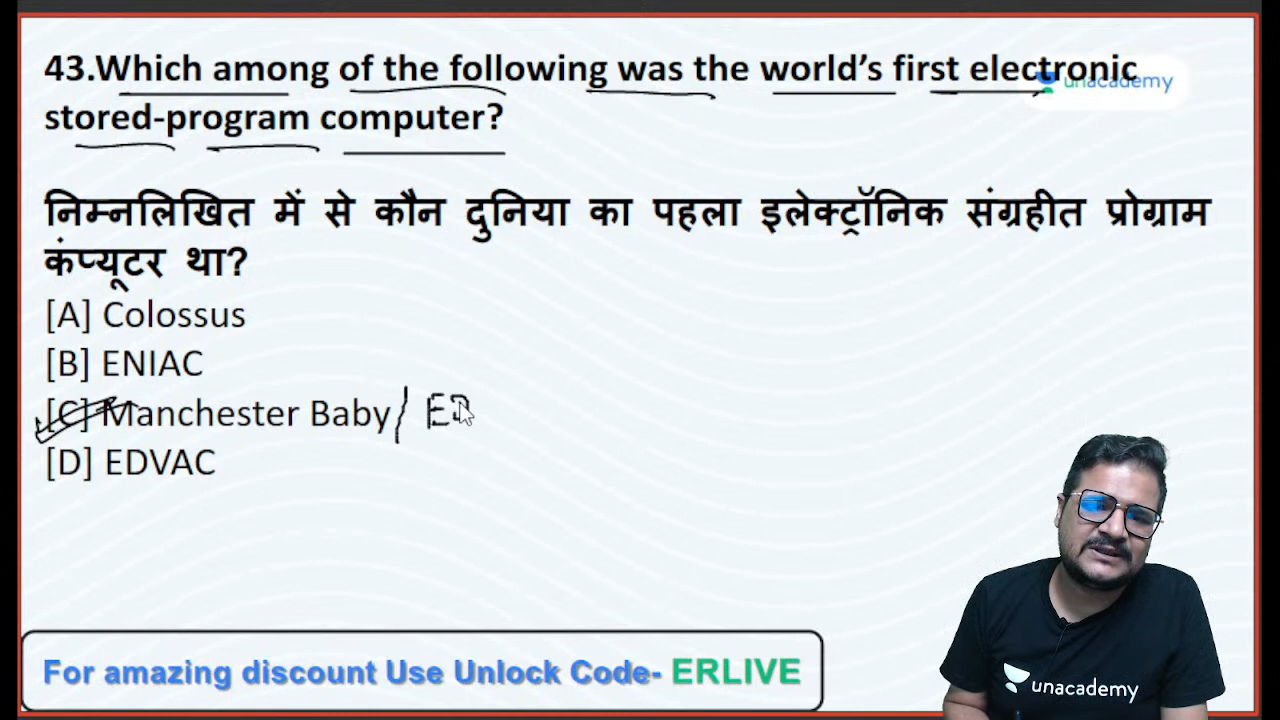 43.Which among of the following was the world's first electronic
unacademy
stored-program computer?
निम्नलिखित में से कौन दुनिया का पहला इलेक्ट्रॉनिक संग्रहीत प्रोग्राम
कंप्यूटर था?
[A] Colossus
[B] ENIAC
[C] Manchester Baby/
[D] EDVAC
unacademy
For amazing discount Use Unlock Code- ERLIVE